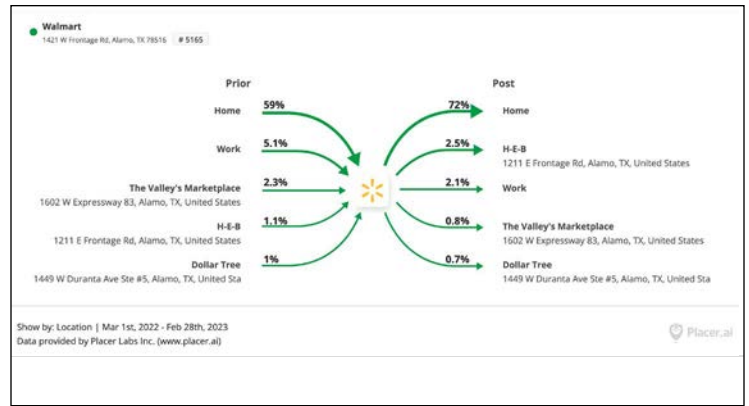 Walmart
1421 W Frontage Rd, Alamo, TX 78516 # 5165
Prior
Post
Home 59%
72% Home
Work 5.1%
2.5% H-E-B
1211 E Frontage Rd, Alamo, TX, United States
The Valley's Marketplace 2.3%
1602 W Expressway 83, Alamo, TX, United States
2.1% Work
H-E-B 1.1%
1211 E Frontage Rd, Alamo, TX, United States
0.8% The Valley's Marketplace
1602 W Expressway 83, Alamo, TX, United States
Dollar Tree 1%
1449 W Duranta Ave Ste #5, Alamo, TX, United Sta
0.7% Dollar Tree
1449 W Duranta Ave Ste #5, Alamo, TX, United Sta
Show by: Location | Mar 1st, 2022 - Feb 28th, 2023
Data provided by Placer Labs Inc. (www.placer.ai)
Placer.ai